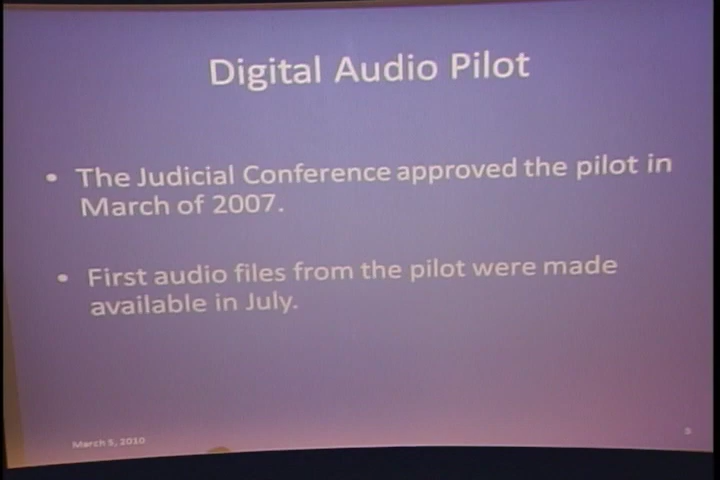 Digital Audio Pilot
• The Judicial Conference approved the pilot in
March of 2007.
• First audio files from the pilot were made
available in July.
March 5, 2010